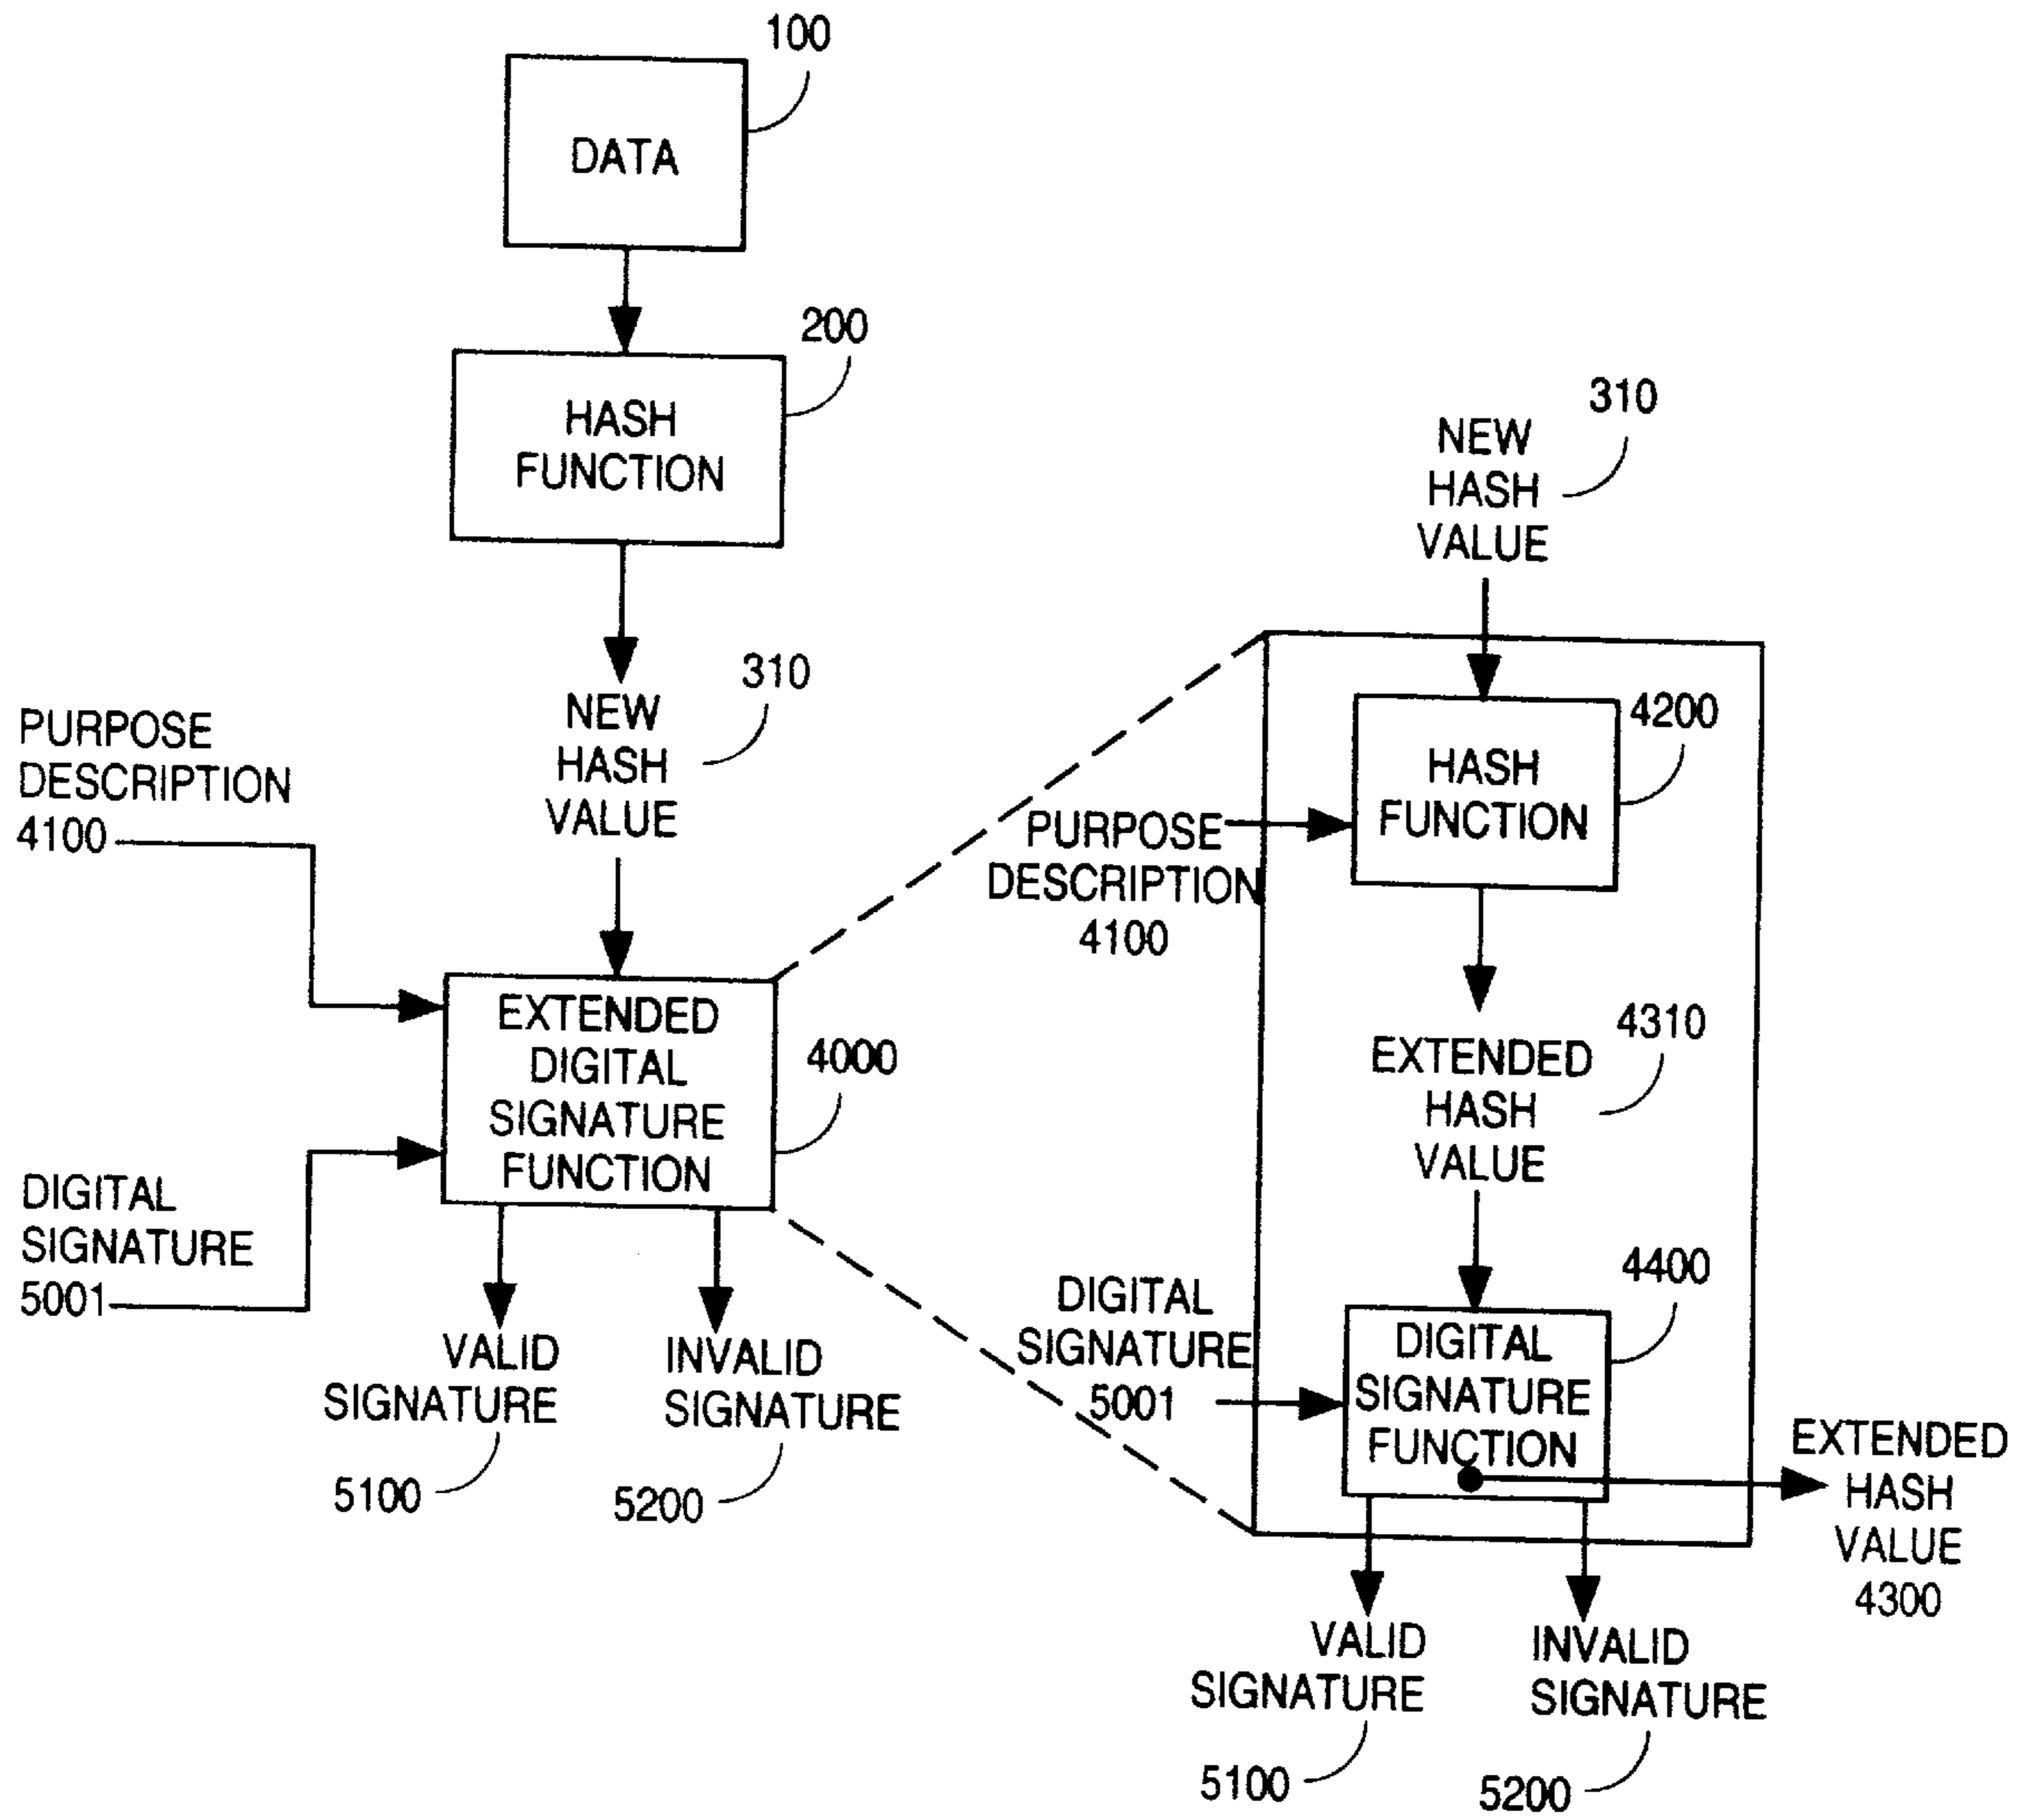 100
DATA
200
HASH
FUNCTION
310
NEW
HASH
VALUE
PURPOSE
DESCRIPTION
4100
EXTENDED
DIGITAL
SIGNATURE
FUNCTION
4000
DIGITAL
SIGNATURE
5001
VALID
SIGNATURE
5100
INVALID
SIGNATURE
5200
310
NEW
HASH
VALUE
4200
HASH
FUNCTION
PURPOSE
DESCRIPTION
4100
4310
EXTENDED
HASH
VALUE
4400
DIGITAL
SIGNATURE
FUNCTION
DIGITAL
SIGNATURE
5001
EXTENDED
HASH
VALUE
4300
VALID
SIGNATURE
5100
INVALID
SIGNATURE
5200